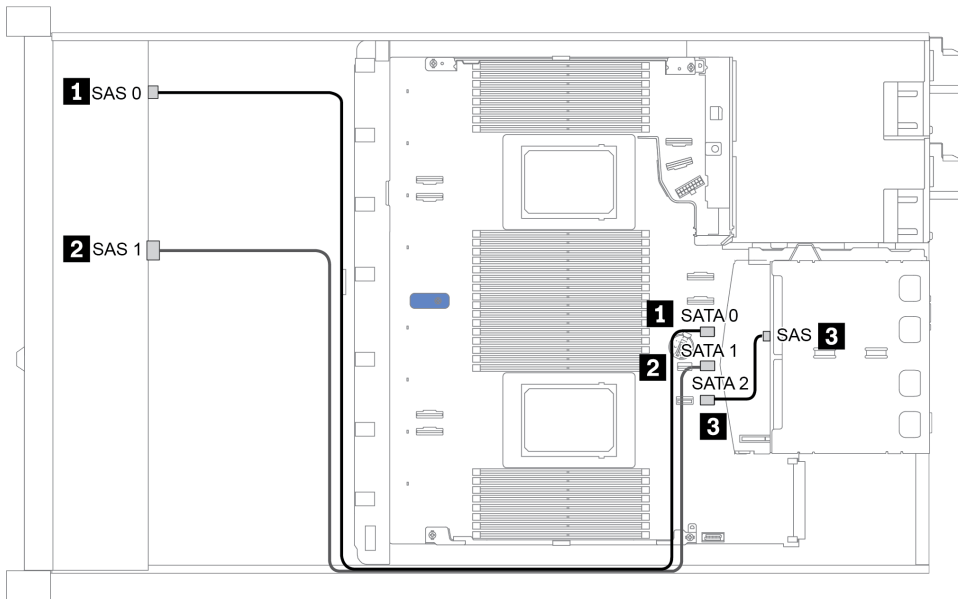 1 SAS 0
2 SAS 1
1 SATA 0
2 SATA 1
SAS 3
SATA 2
3